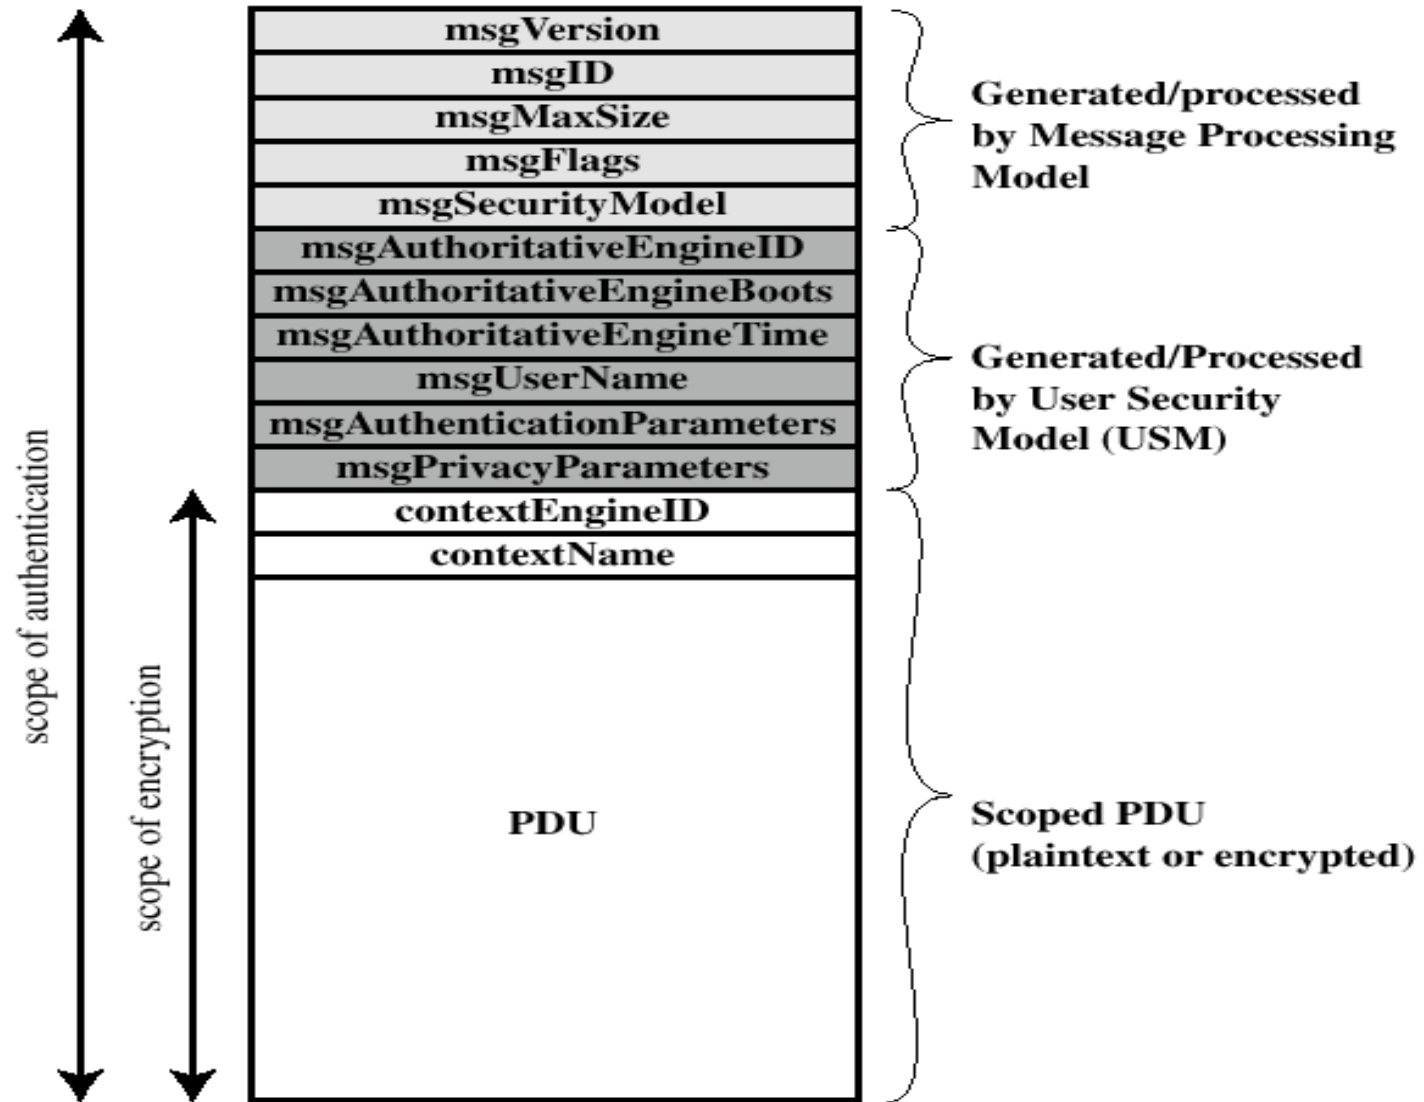 msgVersion
msgID
msgMaxSize
msgFlags
msgSecurityModel
msgAuthoritativeEngineID
msgAuthoritativeEngineBoots
msgAuthoritativeEngineTime
msgUserName
msgAuthenticationParameters
msgPrivacyParameters
contextEngineID
contextName
PDU
Generated/processed
by Message Processing
Model
Generated/Processed
by User Security
Model (USM)
Scoped PDU
(plaintext or encrypted)
scope of authentication
scope of encryption